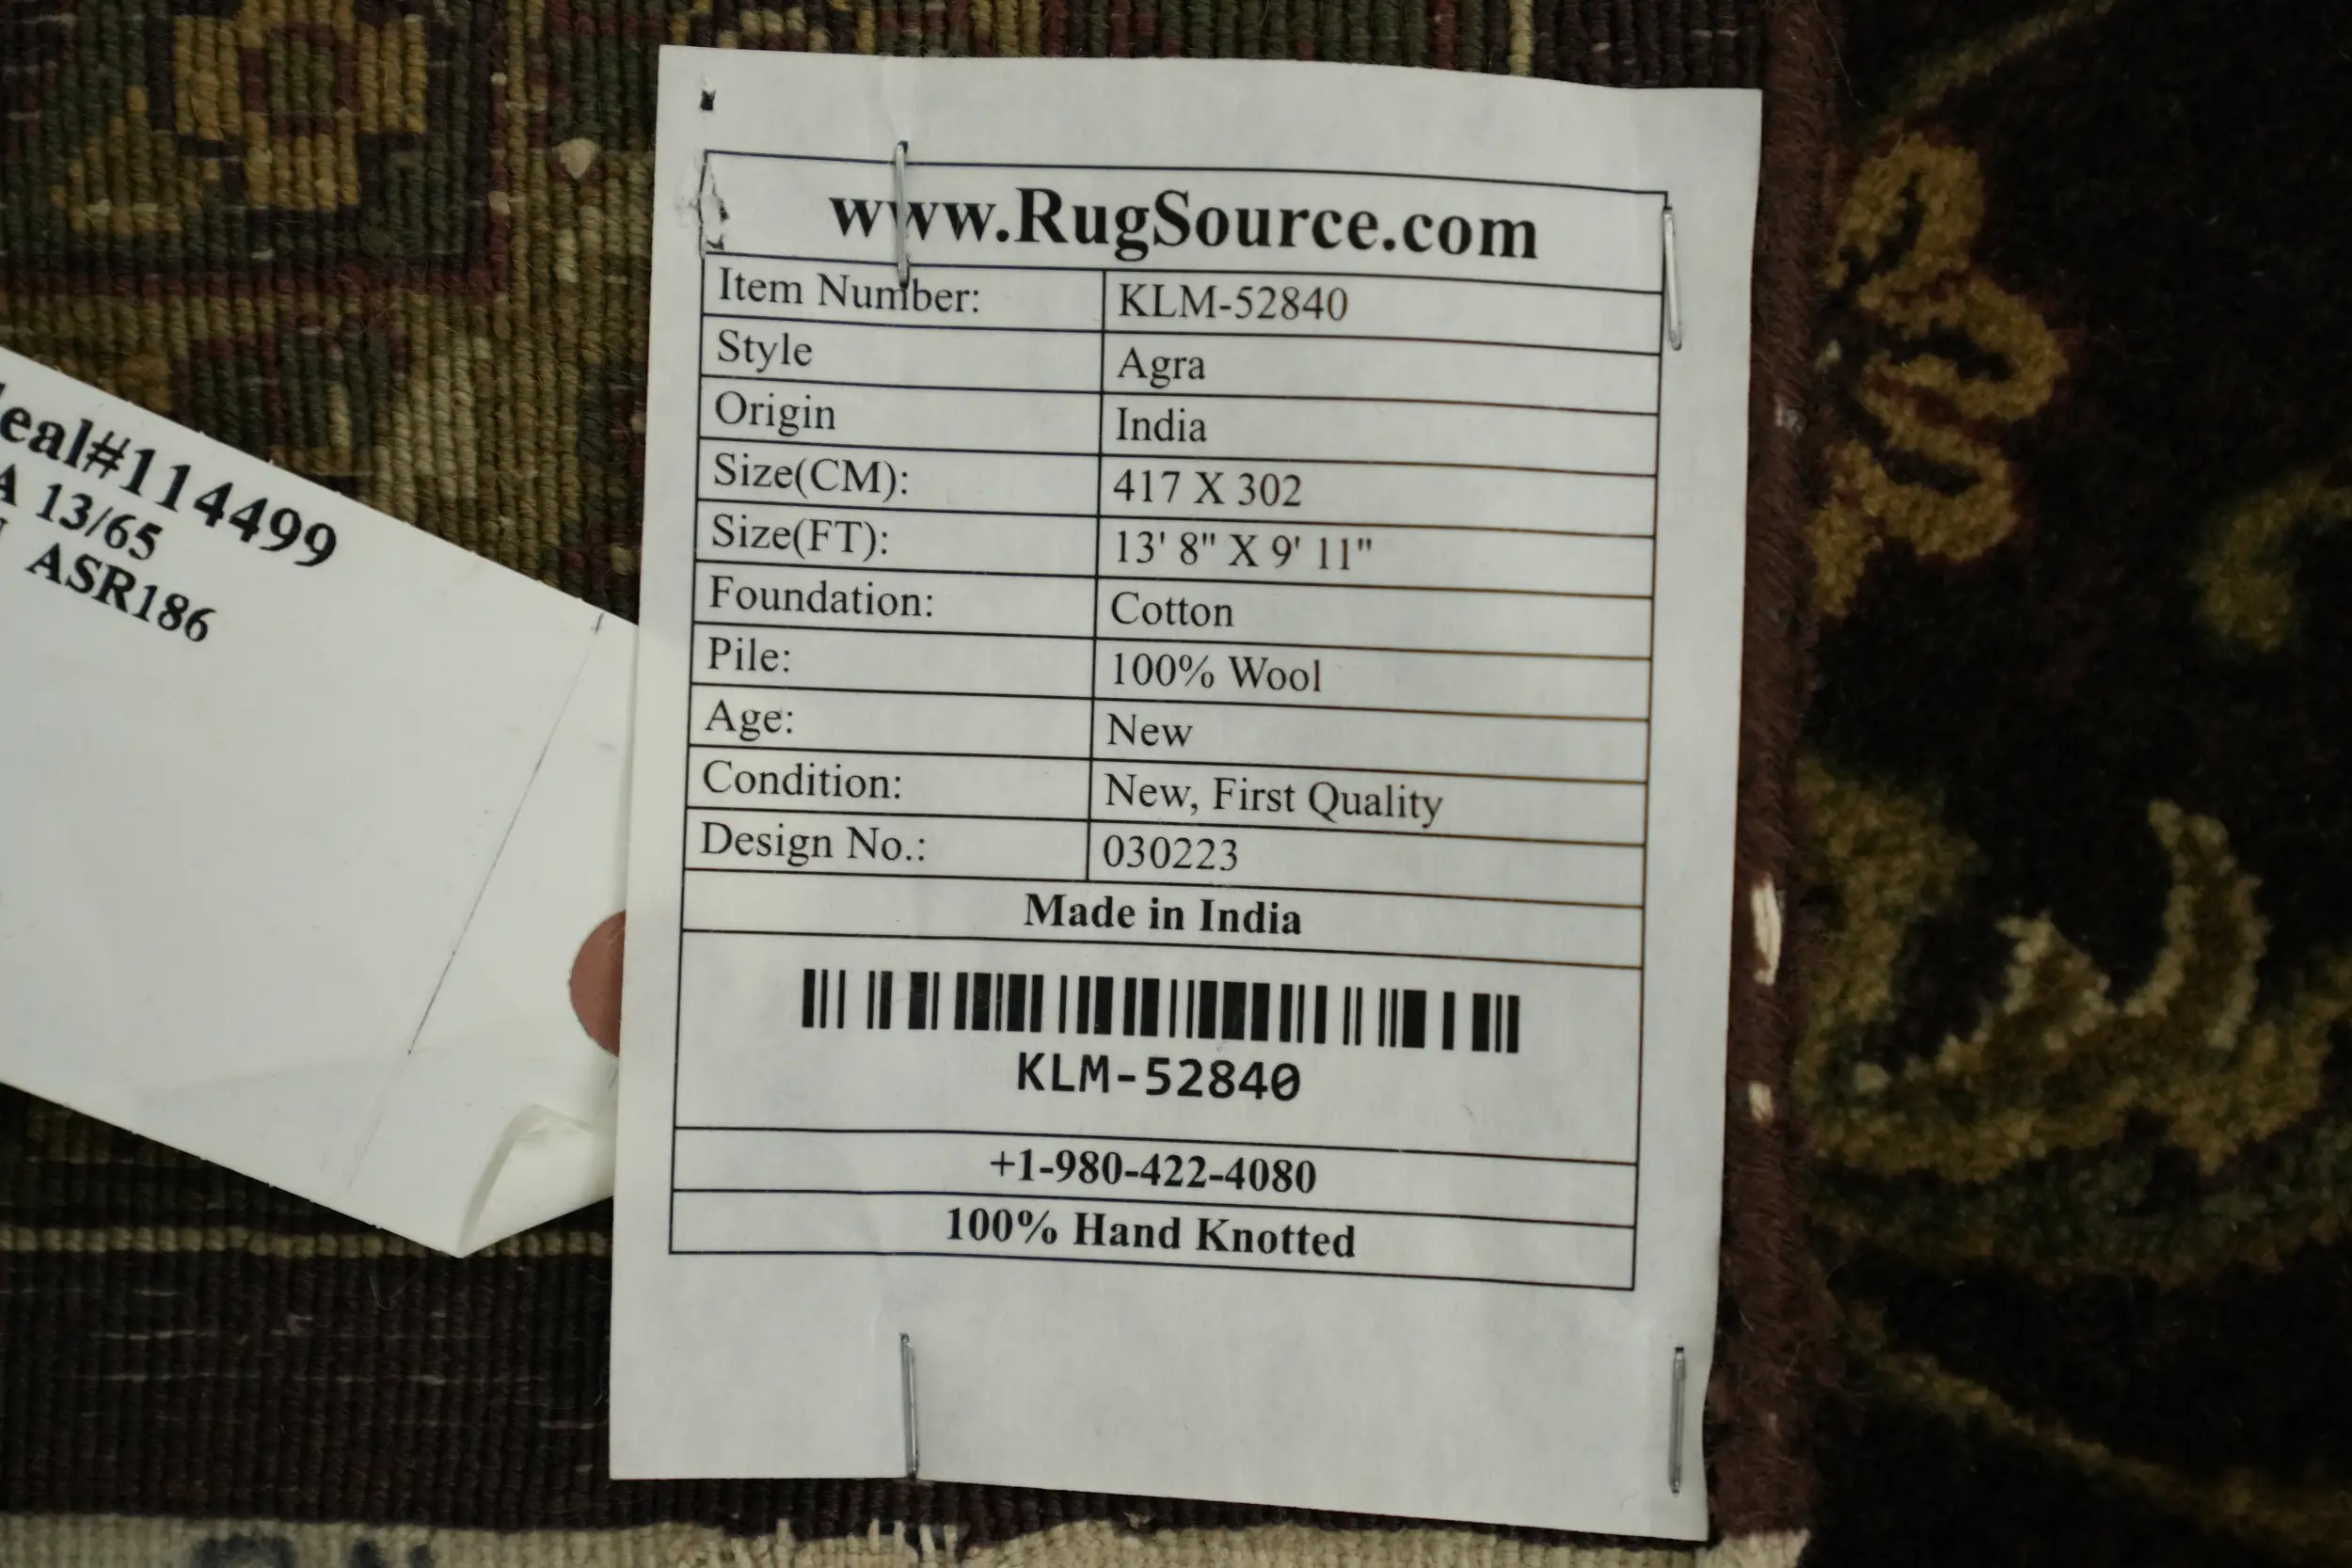 www.RugSource.com
Item Number: KLM-52840
Style Agra
Origin India
Size(CM): 417 X 302
Size(FT): 13' 8" X 9' 11"
Foundation: Cotton
Pile: 100% Wool
Age: New
Condition: New, First Quality
Design No.: 030223
Made in India
KLM-52840
+1-980-422-4080
100% Hand Knotted
eal#114499
A 13/65
ASR186